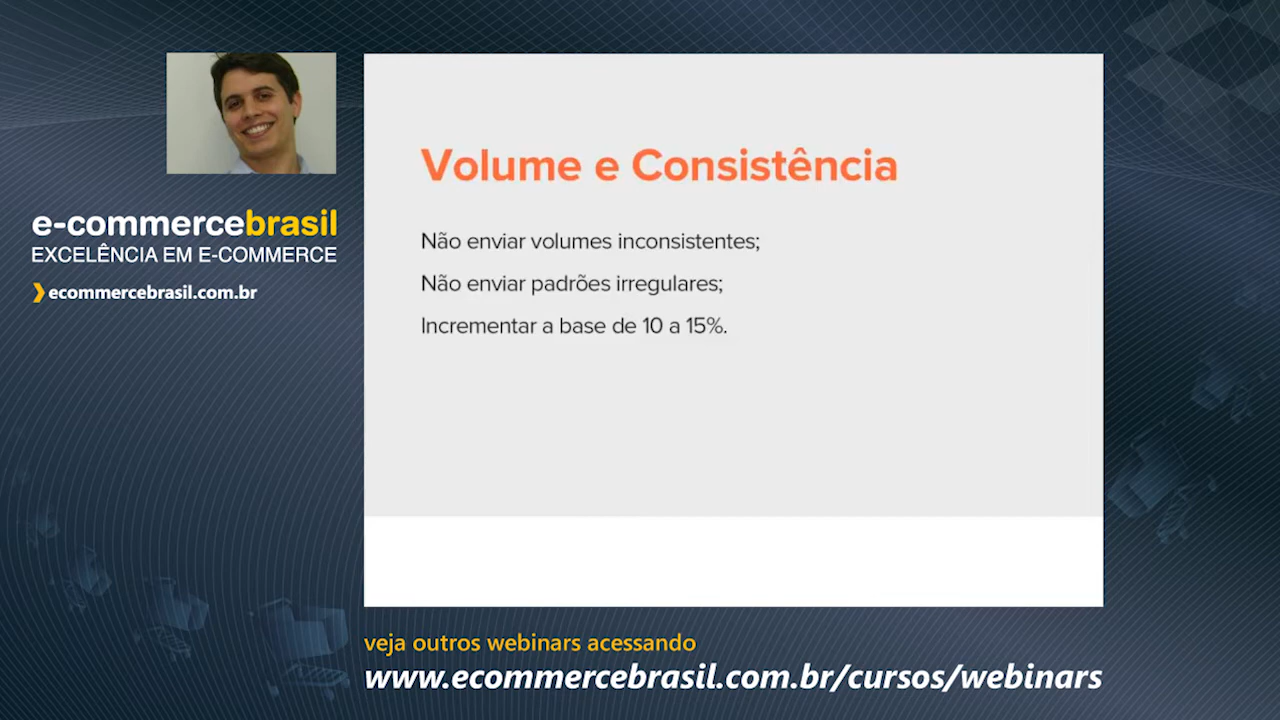 e-commercebrasil
EXCELÊNCIA EM E-COMMERCE
ecommercebrasil.com.br
Volume e Consistência
Não enviar volumes inconsistentes;
Não enviar padrões irregulares;
Incrementar a base de 10 a 15%.
veja outros webinars acessando
www.ecommercebrasil.com.br/cursos/webinars